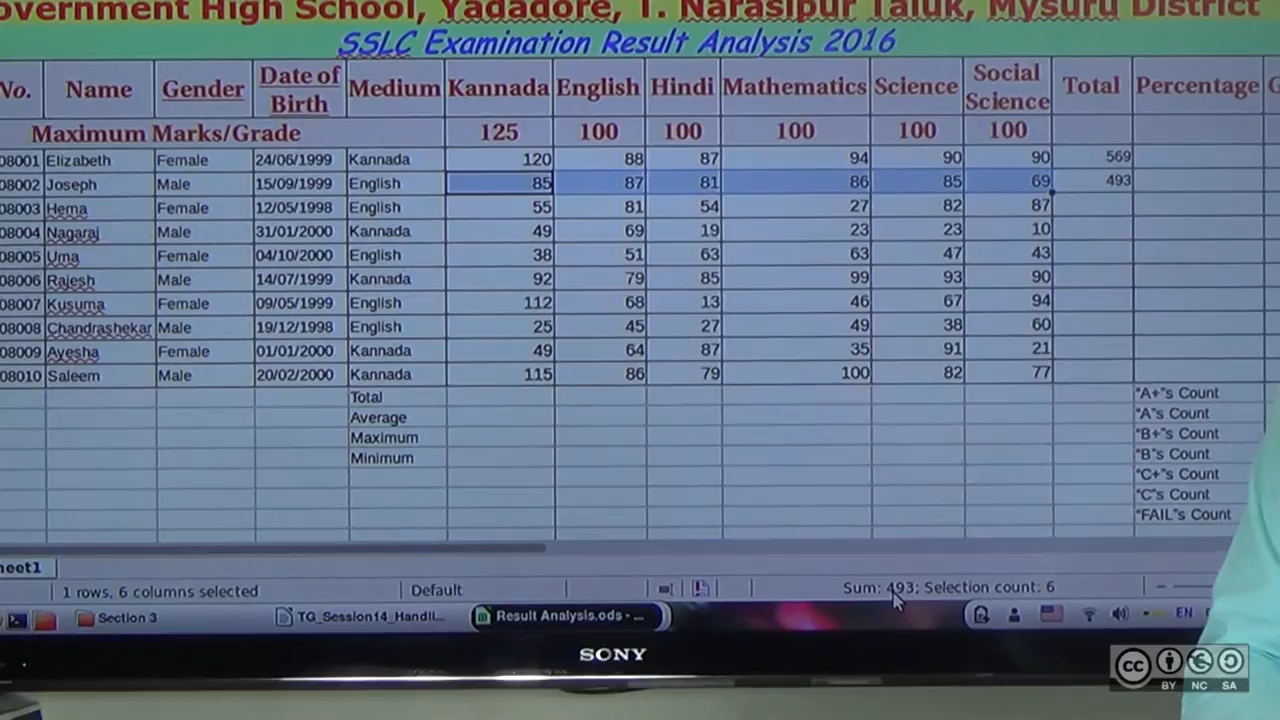 overnment High School, Yadadore, T. Narasipur Taluk, Mysuru District
SSLC Examination Result Analysis 2016
No. Name Gender Date of Birth Medium Kannada English Hindi Mathematics Science Social Science Total Percentage G
Maximum Marks/Grade 125 100 100 100 100 100
08001 Elizabeth Female 24/06/1999 Kannada 120 88 87 94 90 90 569
08002 Joseph Male 15/09/1999 English 85 87 81 86 85 69 493
08003 Hema Female 12/05/1998 English 55 81 54 27 82 87
08004 Nagaraj Male 31/01/2000 Kannada 49 69 19 23 23 10
08005 Uma Female 04/10/2000 English 38 51 63 63 47 43
08006 Rajesh Male 14/07/1999 Kannada 92 79 85 99 93 90
08007 Kusuma Female 09/05/1999 English 112 68 13 46 67 94
08008 Chandrashekar Male 19/12/1998 English 25 45 27 49 38 60
08009 Ayesha Female 01/01/2000 Kannada 49 64 87 35 91 21
08010 Saleem Male 20/02/2000 Kannada 115 86 79 100 82 77
Total "A+"s Count
Average "A"s Count
Maximum "B+"s Count
Minimum "B"s Count
"C+"s Count
"C"s Count
"FAIL"s Count
heet1
1 rows, 6 columns selected Default Sum: 493; Selection count: 6
Section 3 TG_Session14_Handli... Result Analysis.ods - ... EN
SONY
cc BY NC SA